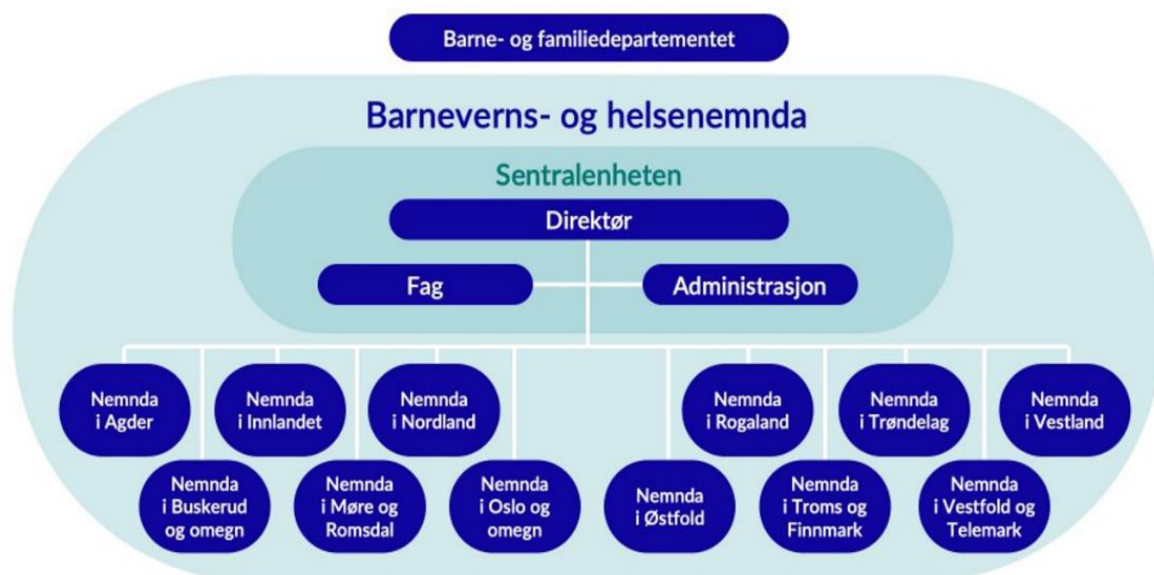 Barne- og familiedepartementet
Barneverns- og helsenemnda
Sentralenheten
Direktør
Fag
Administrasjon
Nemnda
i Agder
Nemnda
i Innlandet
Nemnda
i Nordland
Nemnda
i Rogaland
Nemnda
i Trøndelag
Nemnda
i Vestland
Nemnda
i Buskerud
og omegn
Nemnda
i Møre og
Romsdal
Nemnda
i Oslo og
omegn
Nemnda
i Østfold
Nemnda
i Troms og
Finnmark
Nemnda
i Vestfold og
Telemark